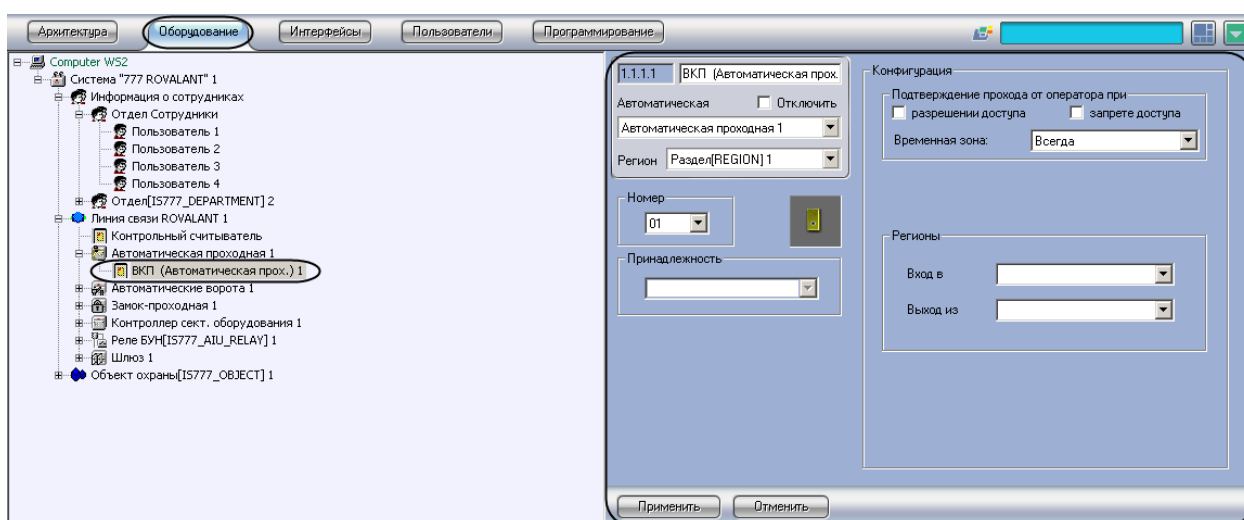 Архитектура Оборудование Интерфейсы Пользователи Программирование
Computer WS2
Система "777 ROVALANT" 1
Информация о сотрудниках
Отдел Сотрудники
Пользователь 1
Пользователь 2
Пользователь 3
Пользователь 4
Отдел[IS777_DEPARTMENT] 2
Линия связи ROVALANT 1
Контрольный считыватель
Автоматическая проходная 1
ВКП (Автоматическая прох.) 1
Автоматические ворота 1
Замок-проходная 1
Контроллер сект. оборудования 1
Реле БУН[IS777_AIU_RELAY] 1
Шлюз 1
Объект охраны[IS777_OBJECT] 1
1.1.1.1 ВКП (Автоматическая прох.
Автоматическая Отключить
Автоматическая проходная 1
Регион Раздел[REGION] 1
Номер
01
Принадлежность
Конфигурация
Подтверждение прохода от оператора при
разрешении доступа запрете доступа
Временная зона: Всегда
Регионы
Вход в
Выход из
Применить Отменить